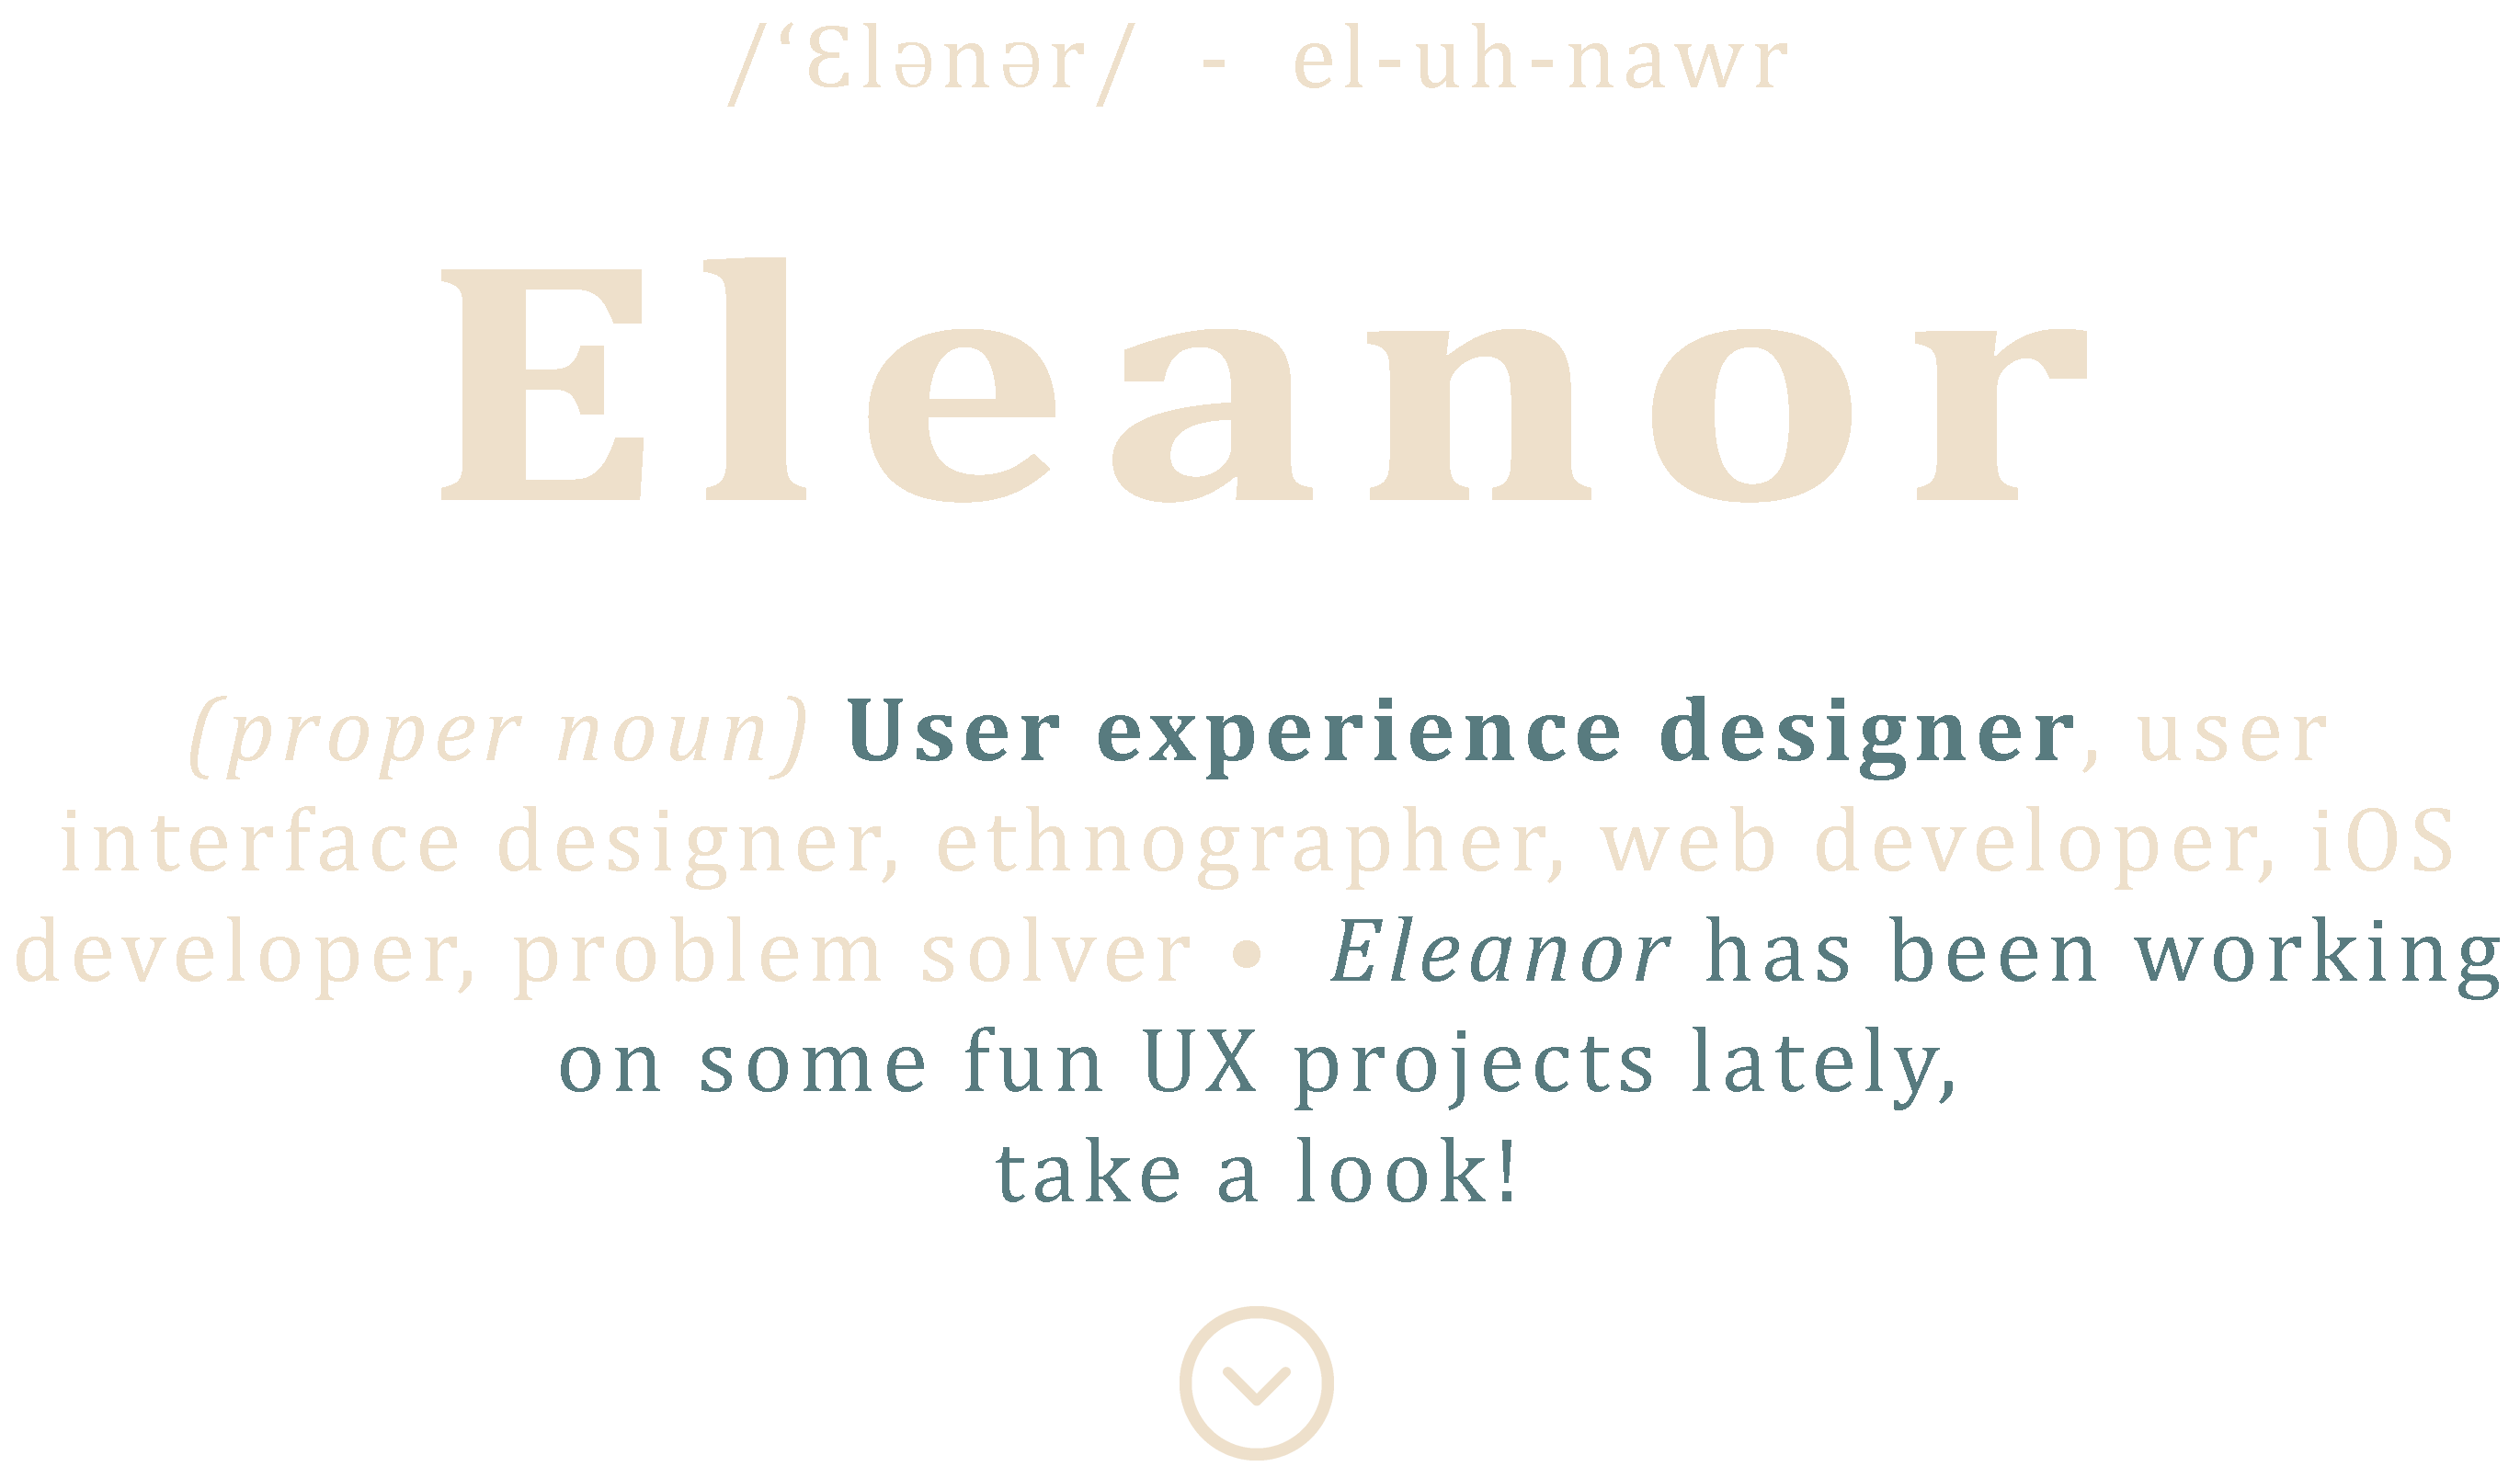 /‘Ɛlənər/ - el-uh-nawr
Eleanor
(proper noun) User experience designer, user
interface designer, ethnographer, web developer, iOS
developer, problem solver • Eleanor has been working
on some fun UX projects lately,
take a look!